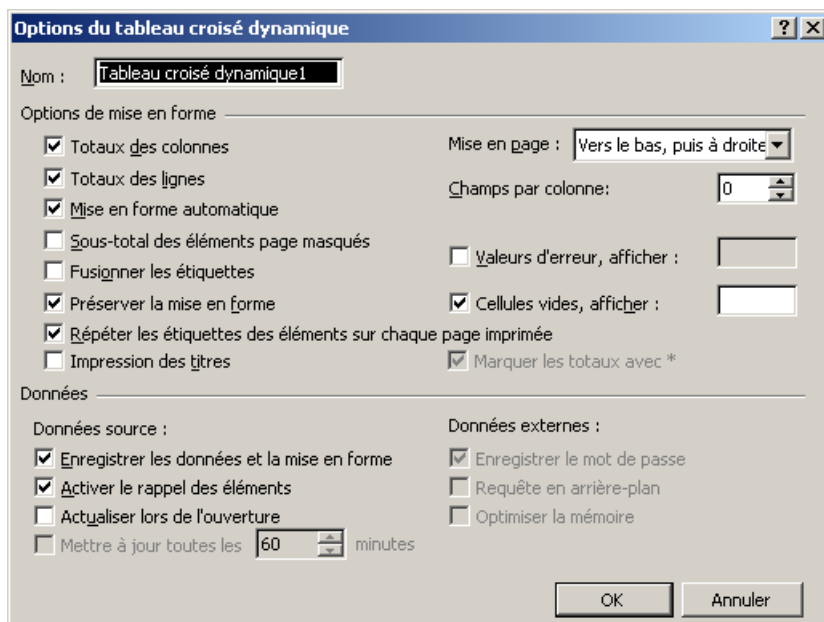 Options du tableau croisé dynamique
Nom : Tableau croisé dynamique1
Options de mise en forme
Totaux des colonnes
Mise en page : Vers le bas, puis à droite
Totaux des lignes
Champs par colonne: 0
Mise en forme automatique
Sous-total des éléments page masqués
Valeurs d'erreur, afficher :
Fusionner les étiquettes
Préserver la mise en forme
Cellules vides, afficher :
Répéter les étiquettes des éléments sur chaque page imprimée
Impression des titres
Marquer les totaux avec *
Données
Données source :
Données externes :
Enregistrer les données et la mise en forme
Enregistrer le mot de passe
Activer le rappel des éléments
Requête en arrière-plan
Actualiser lors de l'ouverture
Optimiser la mémoire
Mettre à jour toutes les 60 minutes
OK
Annuler